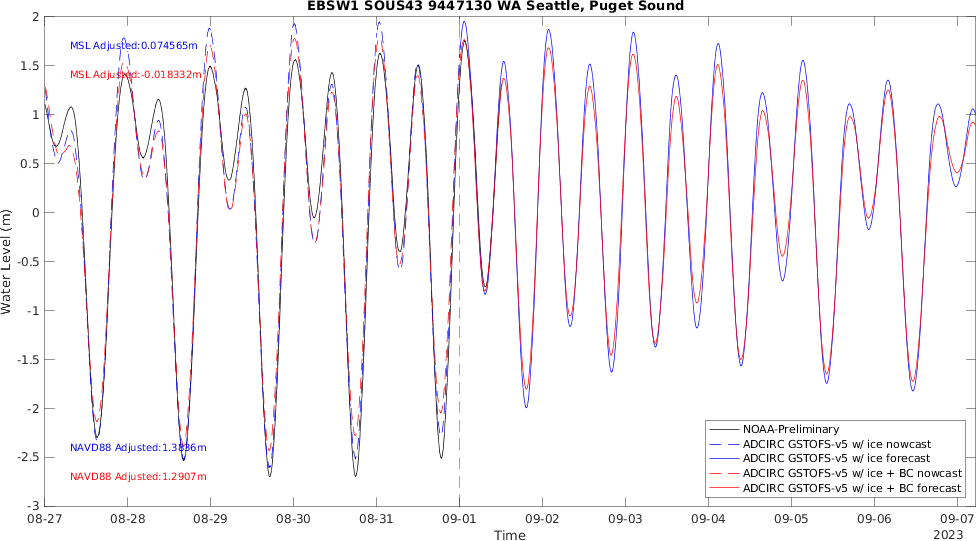 EBSW1 SOUS43 9447130 WA Seattle, Puget Sound
2
1.5
1
0.5
0
-0.5
-1
-1.5
-2
-2.5
-3
Water Level (m)
MSL Adjusted:0.074565m
MSL Adjusted:-0.018332m
NAVD88 Adjusted:1.3836m
NAVD88 Adjusted:1.2907m
NOAA-Preliminary
ADCIRC GSTOFS-v5 w/ ice nowcast
ADCIRC GSTOFS-v5 w/ ice forecast
ADCIRC GSTOFS-v5 w/ ice + BC nowcast
ADCIRC GSTOFS-v5 w/ ice + BC forecast
08-27 08-28 08-29 08-30 08-31 09-01 09-02 09-03 09-04 09-05 09-06 09-07
Time
2023